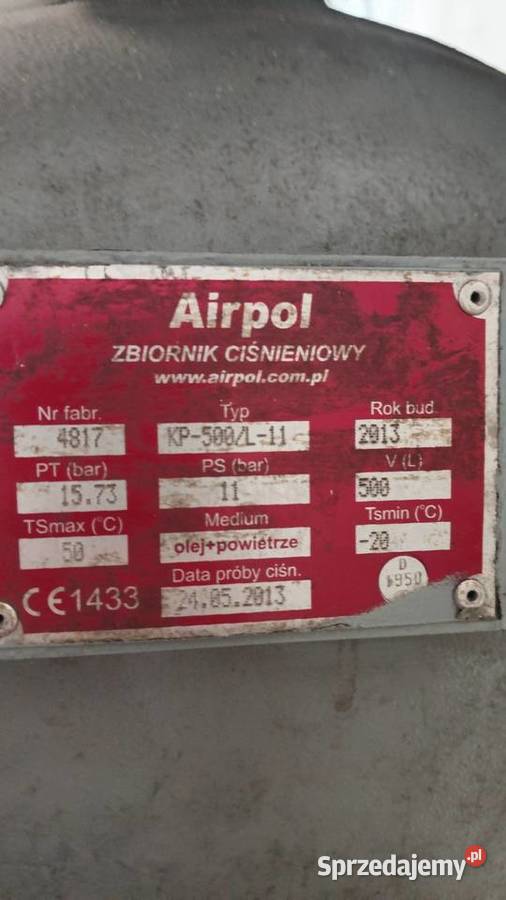 Airpol
ZBIORNIK CIŚNIENIOWY
www.airpol.com.pl
Nr fabr. Typ Rok bud.
4817 KP-500/L-11 2013
PT (bar) PS (bar) V (L)
15.73 11 500
TSmax (°C) Medium Tsmin (°C)
50 olej+powietrze -20
Data próby ciśn. D
CE1433 24.05.2013
Sprzedajemy.pl